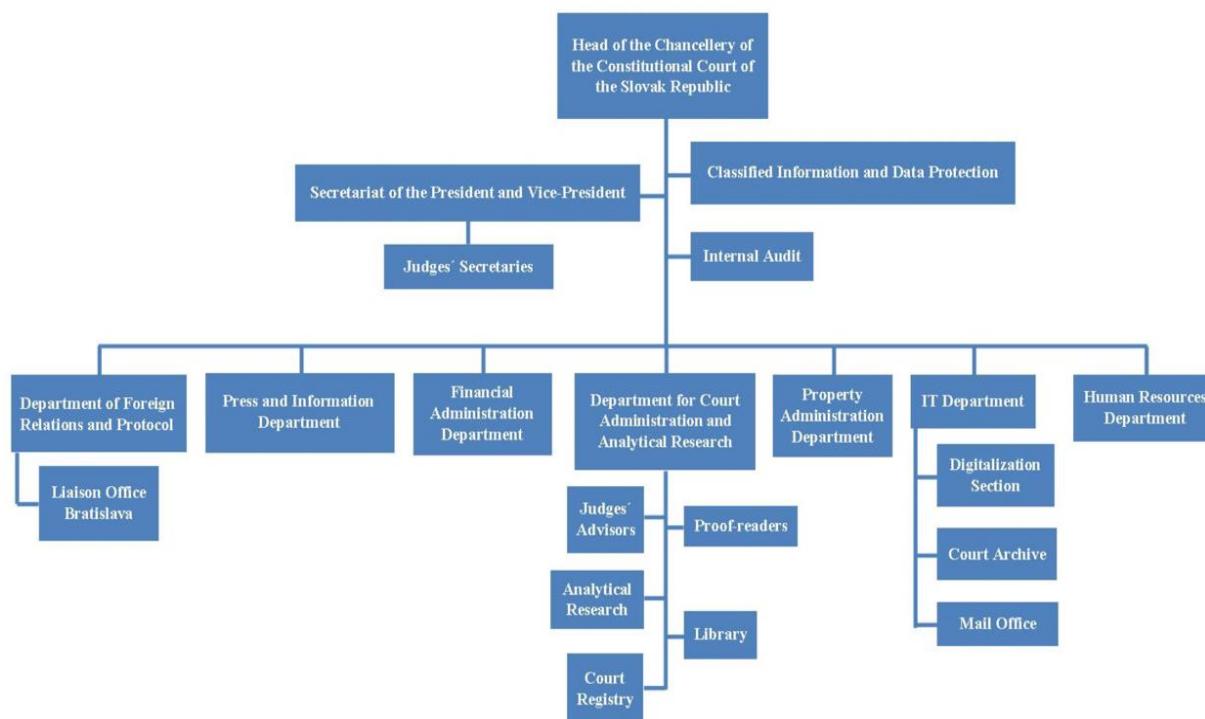 Head of the Chancellery of
the Constitutional Court of
the Slovak Republic
Classified Information and Data Protection
Secretariat of the President and Vice-President
Judges´ Secretaries
Internal Audit
Department of Foreign
Relations and Protocol
Press and Information
Department
Financial
Administration
Department
Department for Court
Administration and
Analytical Research
Property
Administration
Department
IT Department
Human Resources
Department
Liaison Office
Bratislava
Judges´
Advisors
Proof-readers
Analytical
Research
Library
Court
Registry
Digitalization
Section
Court Archive
Mail Office